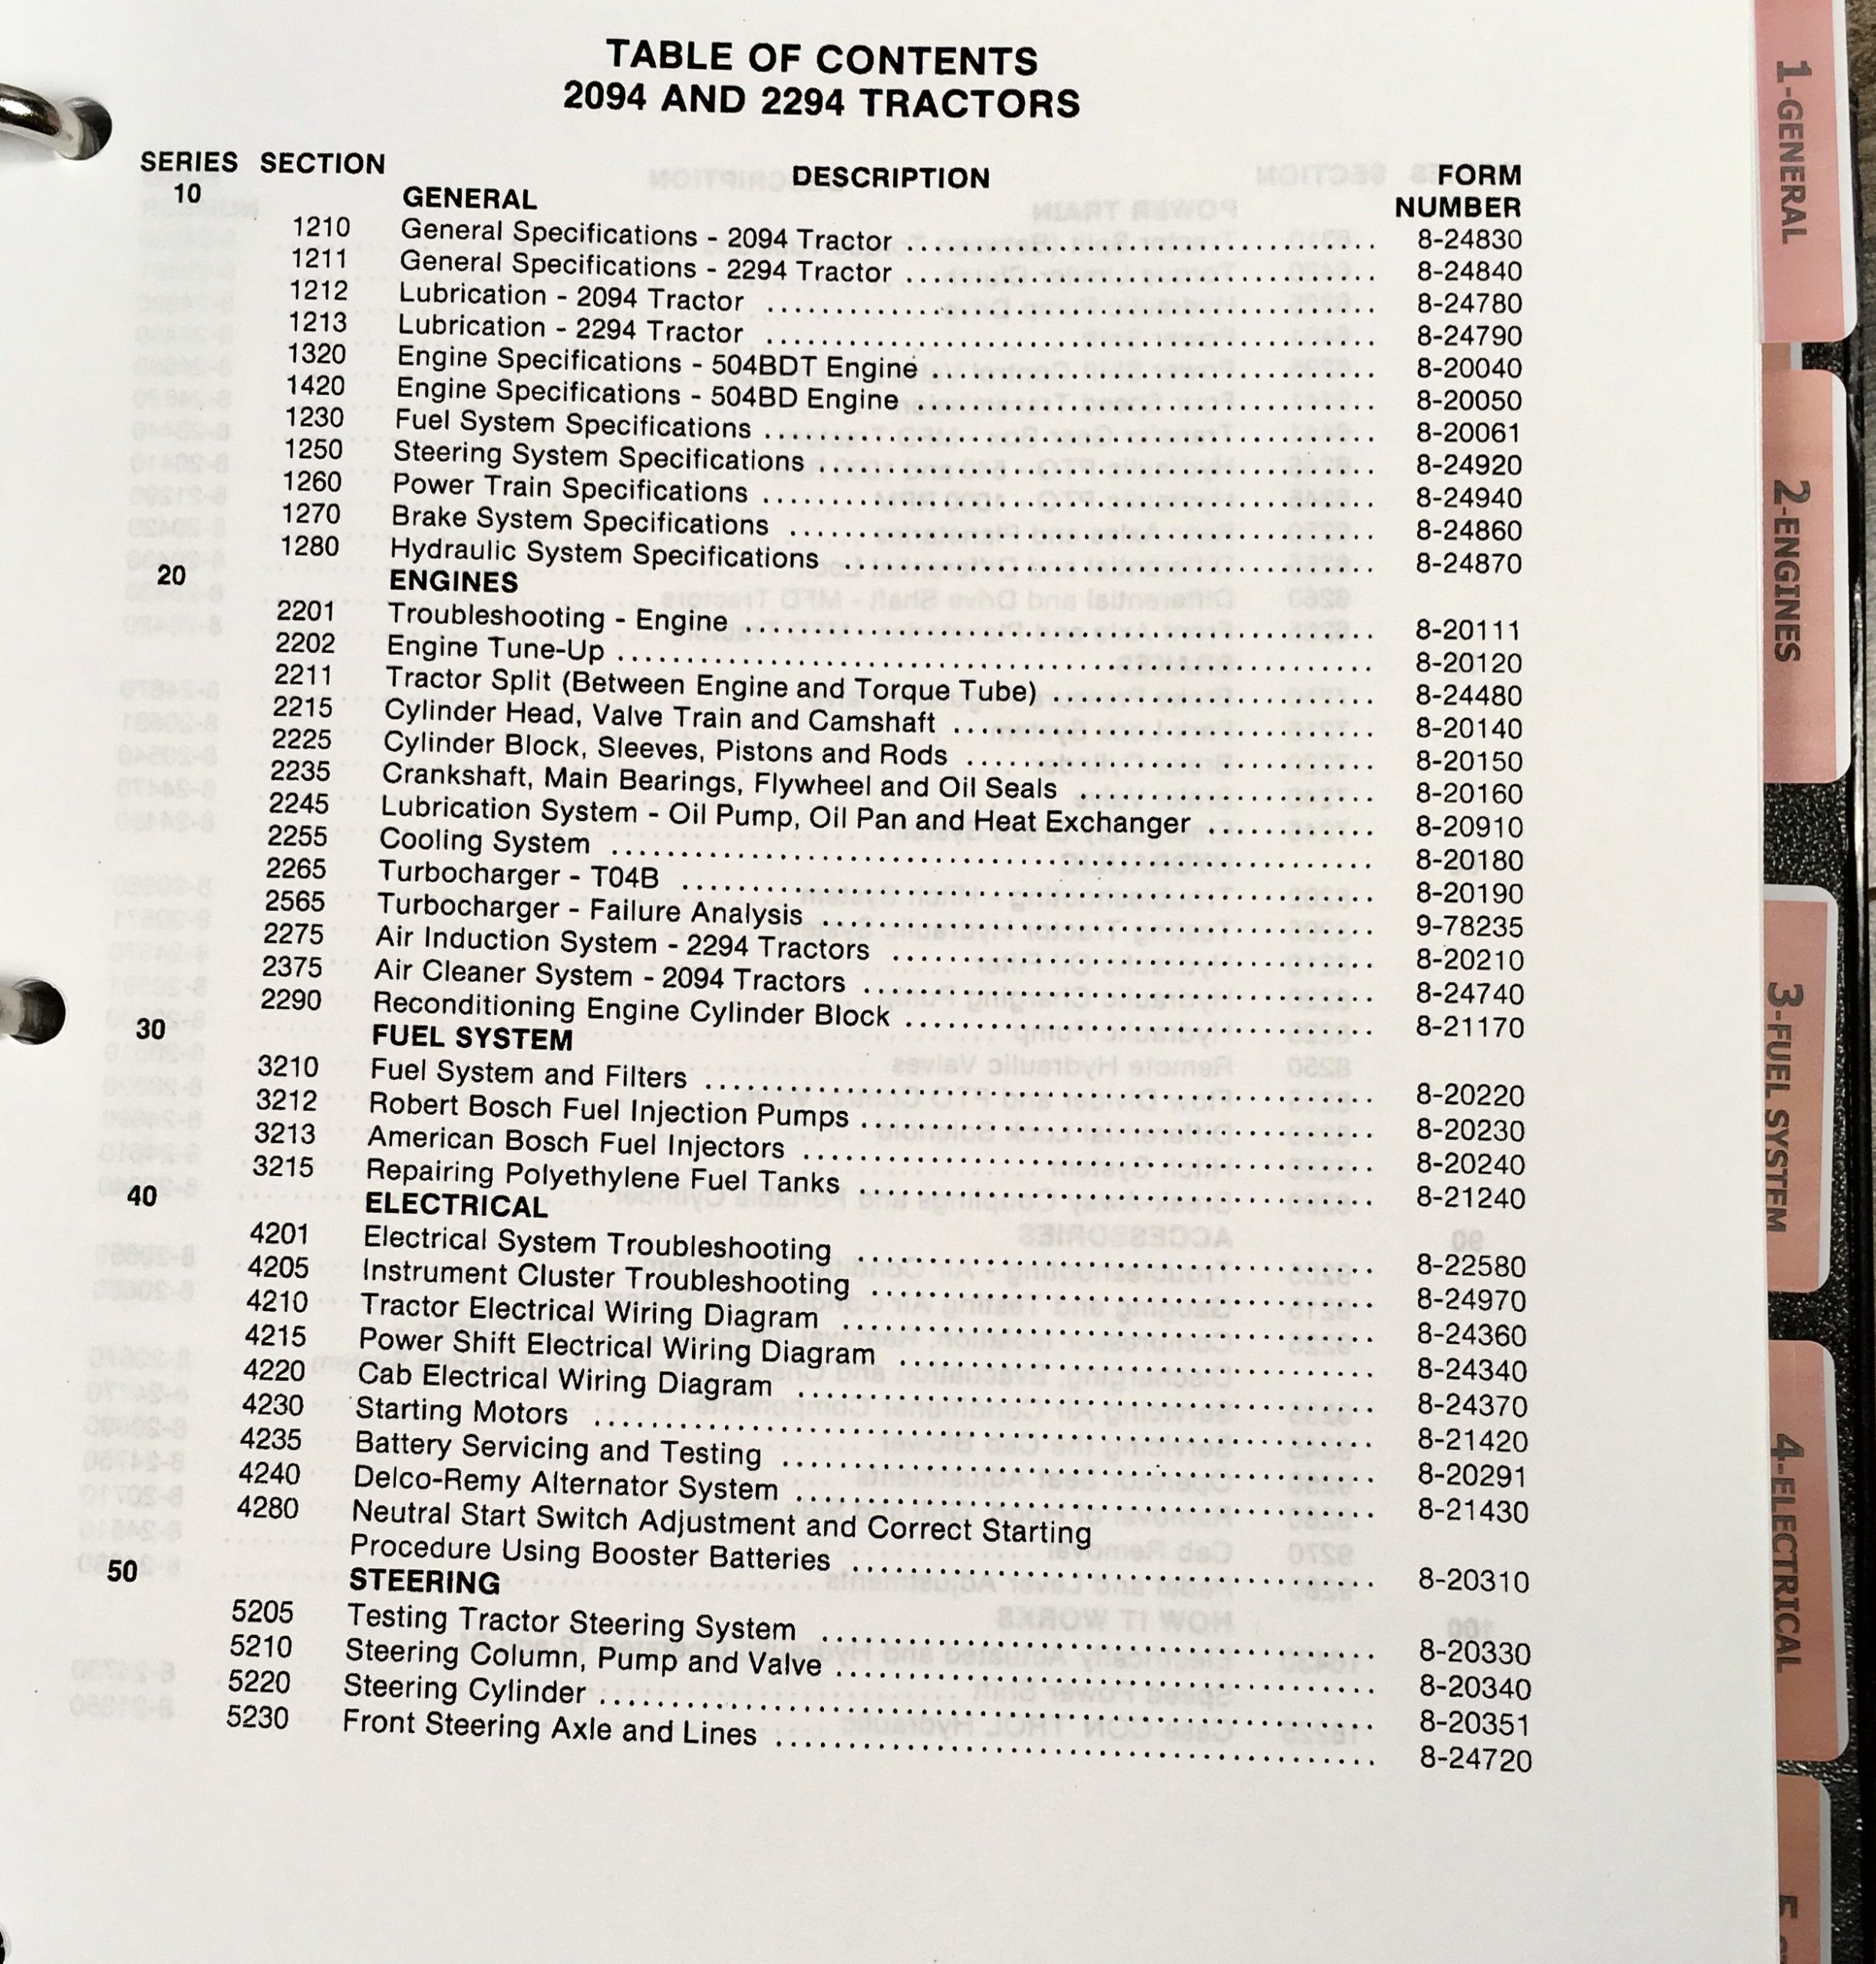 TABLE OF CONTENTS
2094 AND 2294 TRACTORS
SERIES SECTION DESCRIPTION FORM NUMBER
10 GENERAL
1210 General Specifications - 2094 Tractor 8-24830
1211 General Specifications - 2294 Tractor 8-24840
1212 Lubrication - 2094 Tractor 8-24780
1213 Lubrication - 2294 Tractor 8-24790
1320 Engine Specifications - 504BDT Engine 8-20040
1420 Engine Specifications - 504BD Engine 8-20050
1230 Fuel System Specifications 8-20061
1250 Steering System Specifications 8-24920
1260 Power Train Specifications 8-24940
1270 Brake System Specifications 8-24860
1280 Hydraulic System Specifications 8-24870
20 ENGINES
2201 Troubleshooting - Engine 8-20111
2202 Engine Tune-Up 8-20120
2211 Tractor Split (Between Engine and Torque Tube) 8-24480
2215 Cylinder Head, Valve Train and Camshaft 8-20140
2225 Cylinder Block, Sleeves, Pistons and Rods 8-20150
2235 Crankshaft, Main Bearings, Flywheel and Oil Seals 8-20160
2245 Lubrication System - Oil Pump, Oil Pan and Heat Exchanger 8-20910
2255 Cooling System 8-20180
2265 Turbocharger - T04B 8-20190
2565 Turbocharger - Failure Analysis 9-78235
2275 Air Induction System - 2294 Tractors 8-20210
2375 Air Cleaner System - 2094 Tractors 8-24740
2290 Reconditioning Engine Cylinder Block 8-21170
30 FUEL SYSTEM
3210 Fuel System and Filters 8-20220
3212 Robert Bosch Fuel Injection Pumps 8-20230
3213 American Bosch Fuel Injectors 8-20240
3215 Repairing Polyethylene Fuel Tanks 8-21240
40 ELECTRICAL
4201 Electrical System Troubleshooting 8-22580
4205 Instrument Cluster Troubleshooting 8-24970
4210 Tractor Electrical Wiring Diagram 8-24360
4215 Power Shift Electrical Wiring Diagram 8-24340
4220 Cab Electrical Wiring Diagram 8-24370
4230 Starting Motors 8-21420
4235 Battery Servicing and Testing 8-20291
4240 Delco-Remy Alternator System 8-21430
4280 Neutral Start Switch Adjustment and Correct Starting
Procedure Using Booster Batteries 8-20310
50 STEERING
5205 Testing Tractor Steering System 8-20330
5210 Steering Column, Pump and Valve 8-20340
5220 Steering Cylinder 8-20351
5230 Front Steering Axle and Lines 8-24720
1-GENERAL
2-ENGINES
3-FUEL SYSTEM
4-ELECTRICAL